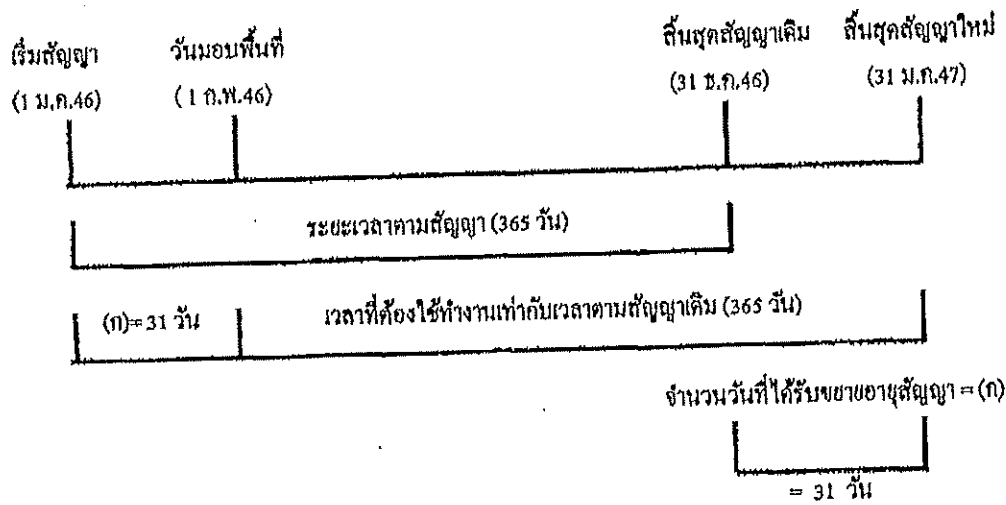 เริ่มสัญญา วันมอบพื้นที่ สิ้นสุดสัญญาเดิม สิ้นสุดสัญญาใหม่
(1 ม.ค.46) (1 ก.พ.46) (31 ธ.ค.46) (31 ม.ค.47)
ระยะเวลาตามสัญญา (365 วัน)
(ก)=31 วัน เวลาที่ต้องใช้ทำงานเท่ากับเวลาตามสัญญาเดิม (365 วัน)
จำนวนวันที่ได้รับขยายอายุสัญญา = (ก)
= 31 วัน